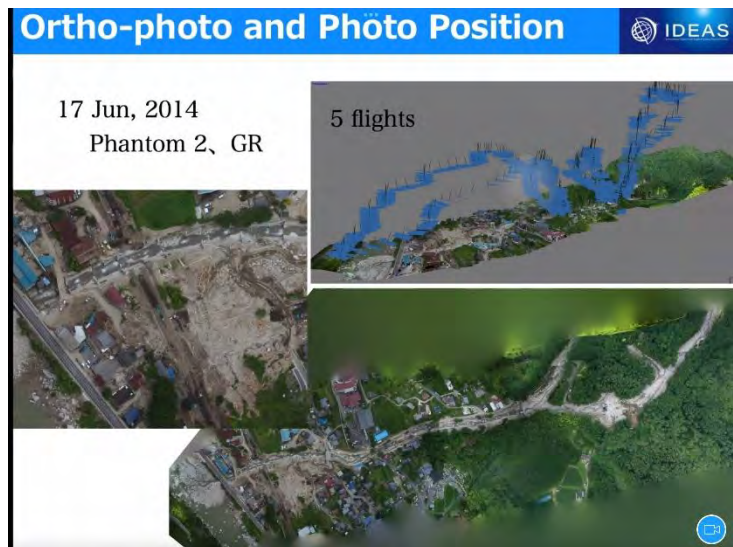 Ortho-photo and Photo Position
IDEAS
17 Jun, 2014
Phantom 2、GR
5 flights